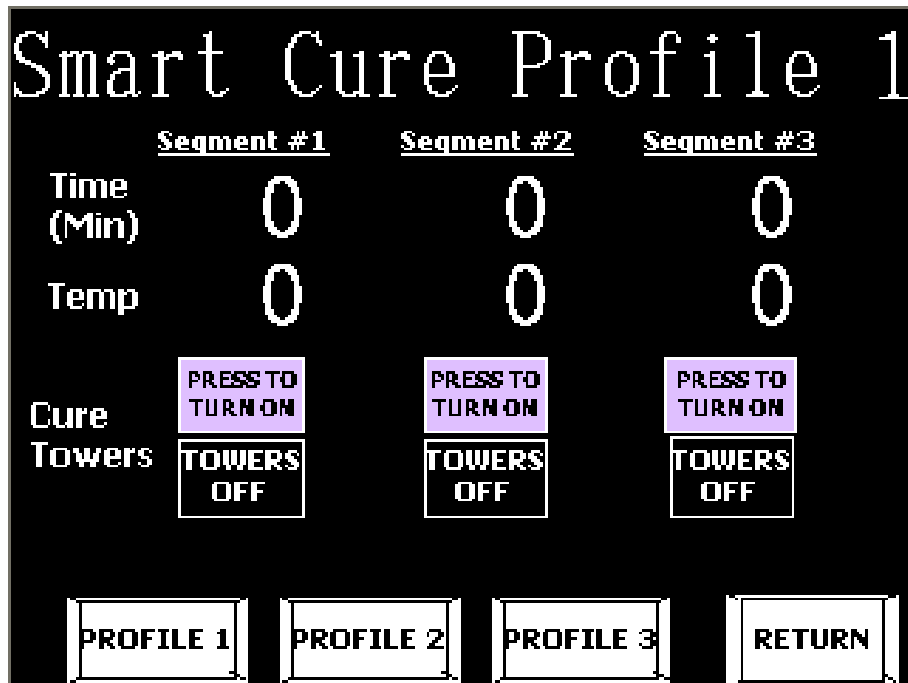 Smart Cure Profile 1
Segment #1 Segment #2 Segment #3
Time
(Min) 0 0 0
Temp 0 0 0
PRESS TO PRESS TO PRESS TO
TURN ON TURN ON TURN ON
Cure
Towers
TOWERS TOWERS TOWERS
OFF OFF OFF
PROFILE 1 PROFILE 2 PROFILE 3 RETURN